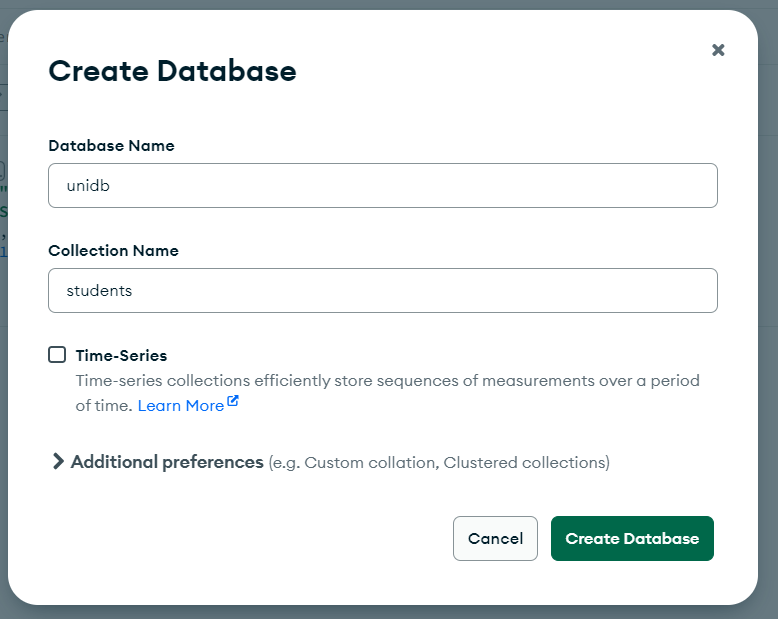 Create Database
Database Name
unidb
Collection Name
students
Time-Series
Time-series collections efficiently store sequences of measurements over a period
of time. Learn More
Additional preferences (e.g. Custom collation, Clustered collections)
Cancel
Create Database